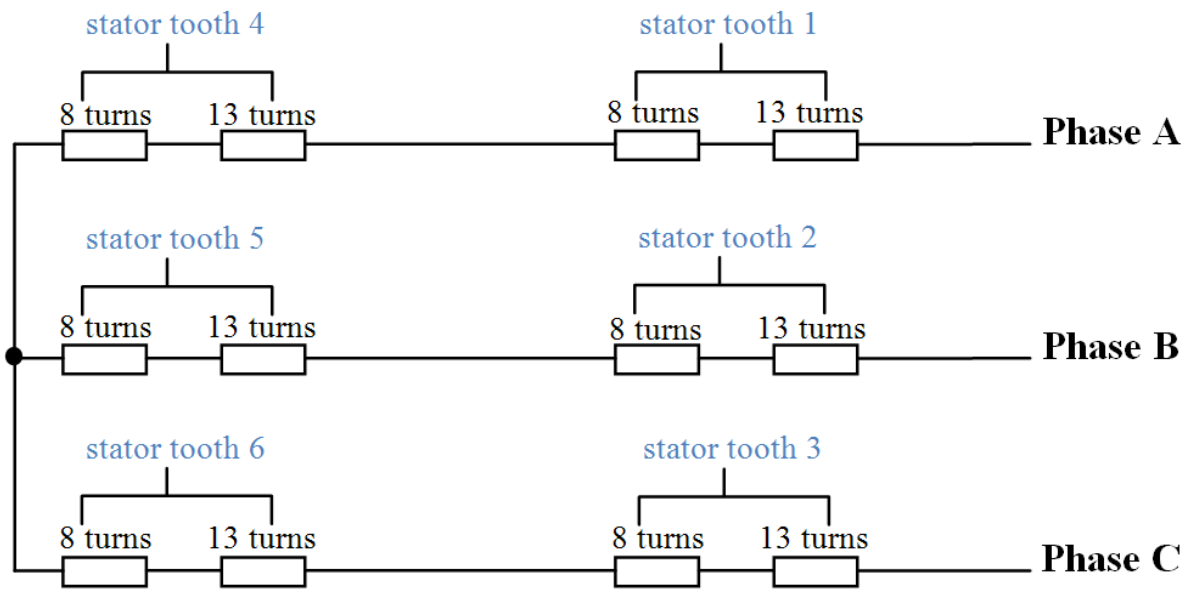 stator tooth 4 stator tooth 1
8 turns 13 turns 8 turns 13 turns
Phase A
stator tooth 5 stator tooth 2
8 turns 13 turns 8 turns 13 turns
Phase B
stator tooth 6 stator tooth 3
8 turns 13 turns 8 turns 13 turns
Phase C